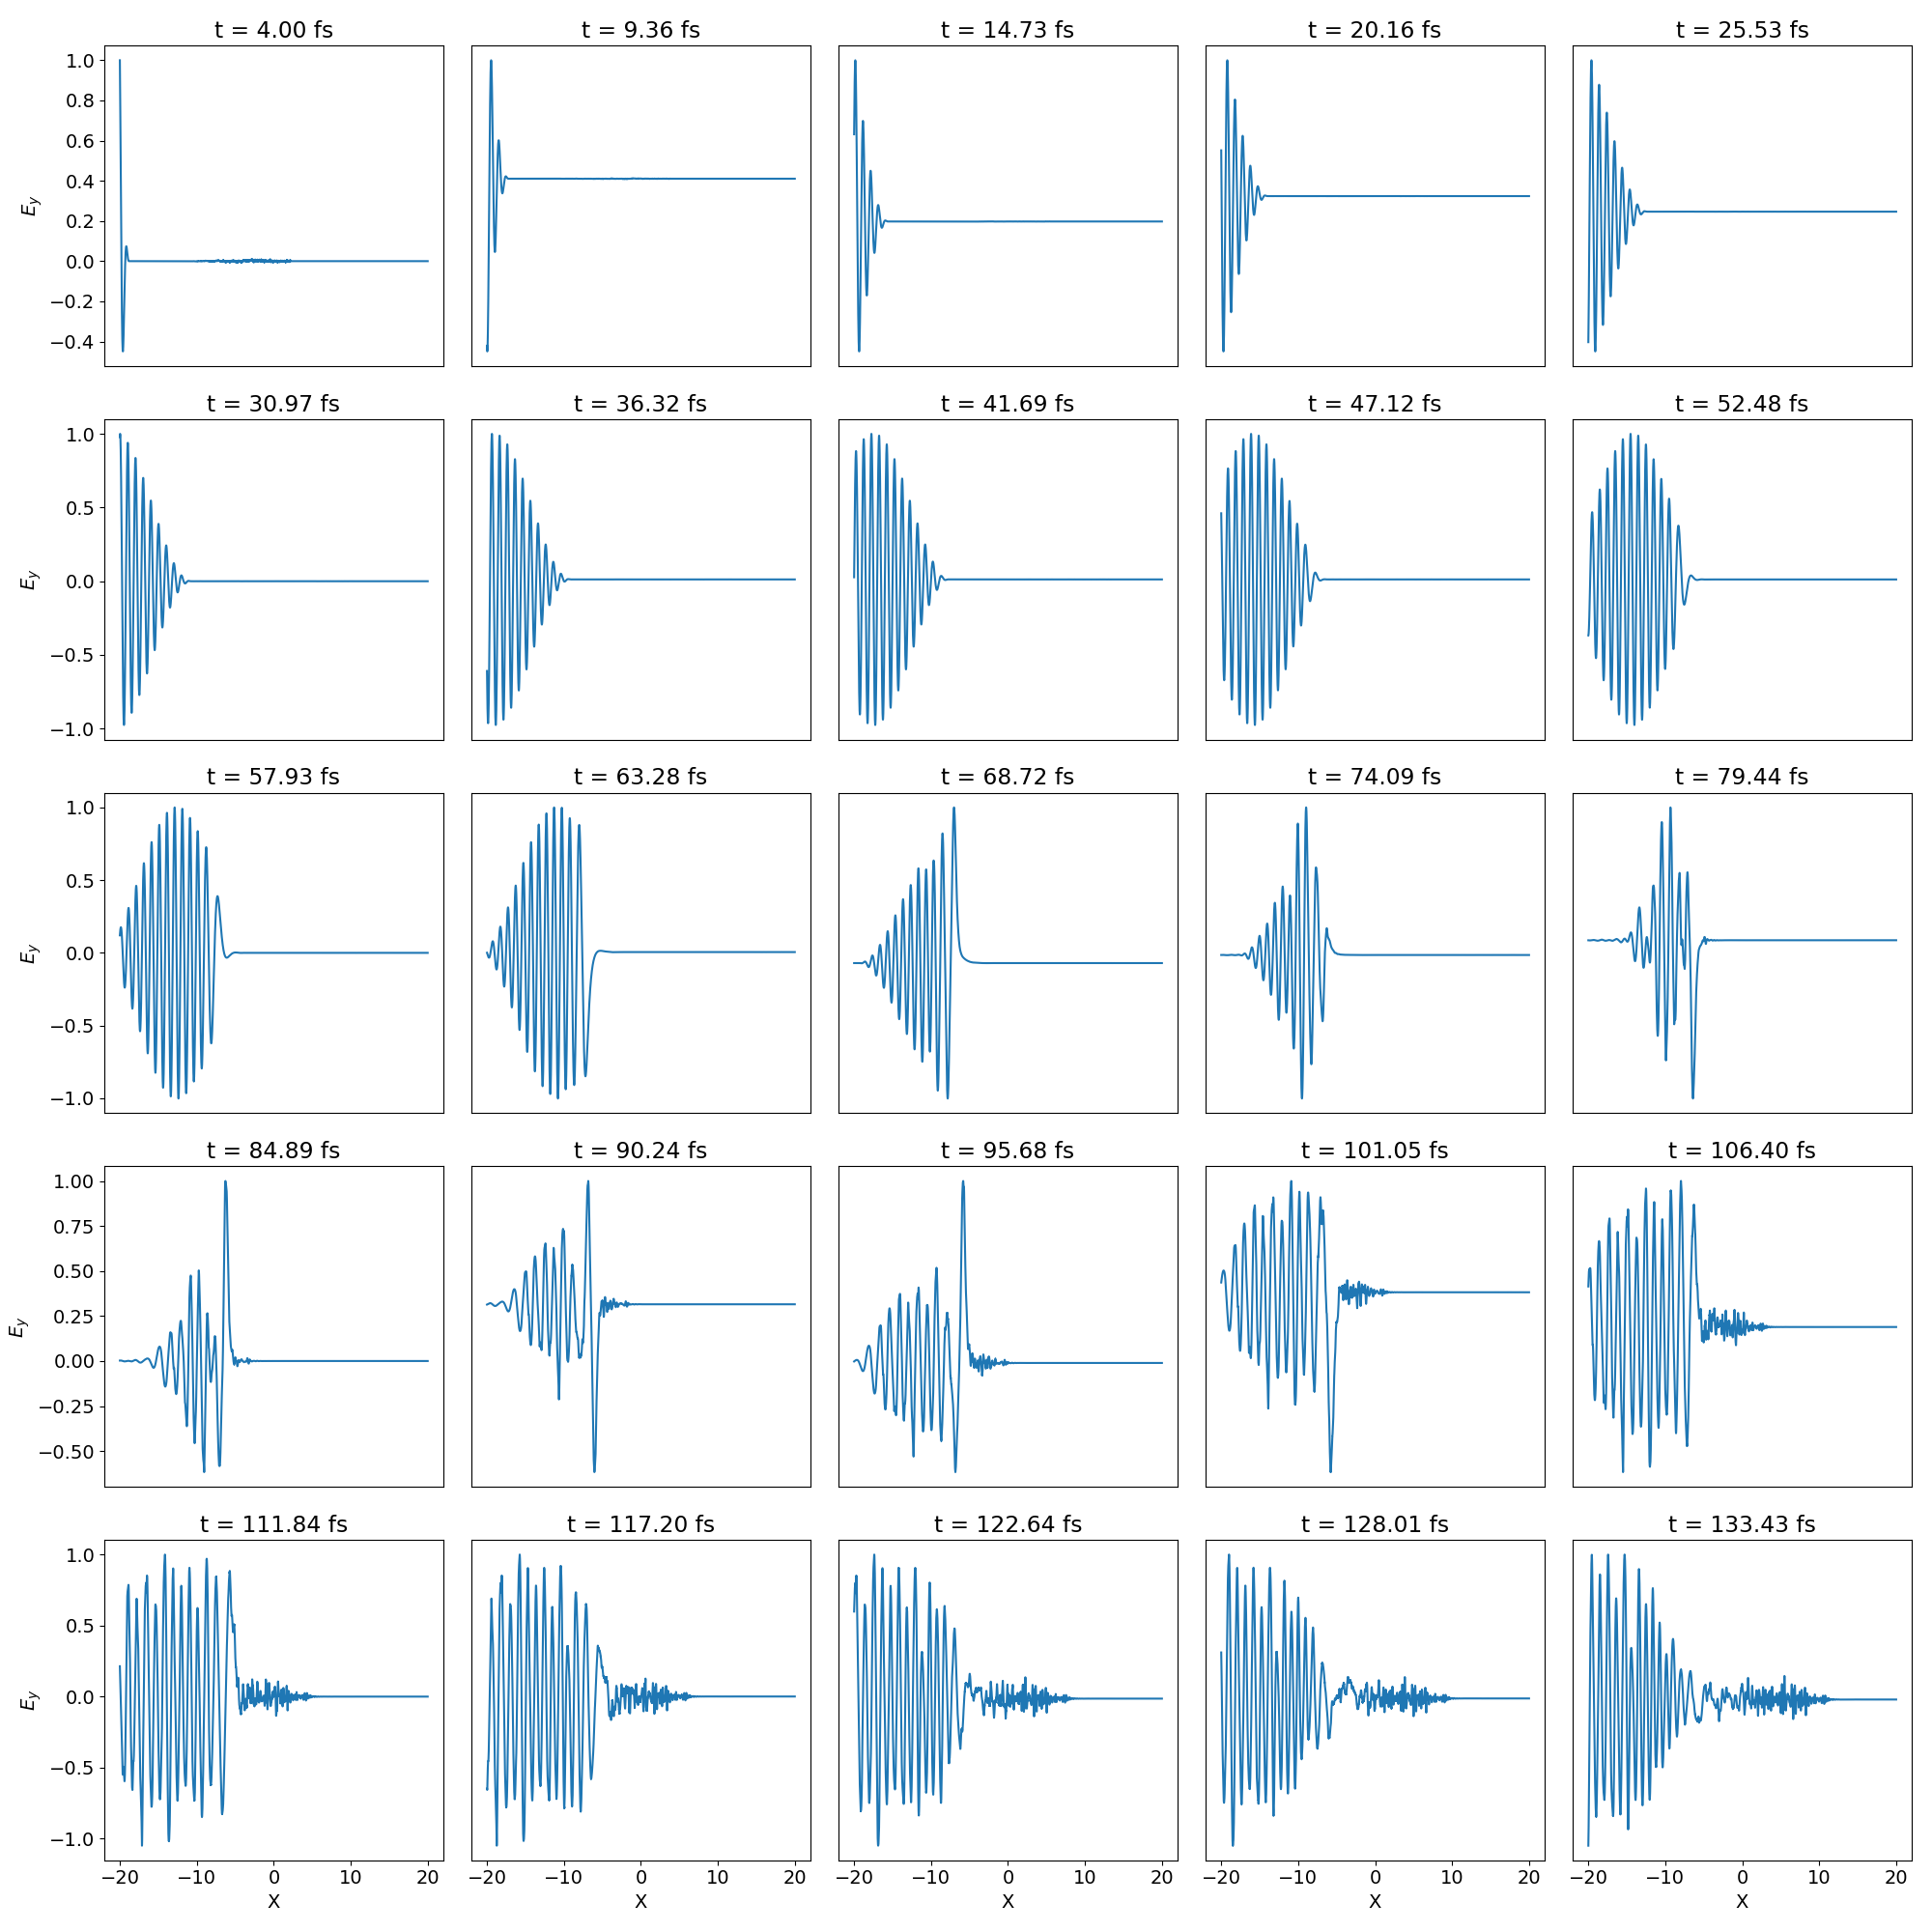 t = 4.00 fs t = 9.36 fs t = 14.73 fs t = 20.16 fs t = 25.53 fs
1.0
0.8
0.6
0.4
0.2
0.0
−0.2
−0.4
E_y
t = 30.97 fs t = 36.32 fs t = 41.69 fs t = 47.12 fs t = 52.48 fs
1.0
0.5
0.0
−0.5
−1.0
E_y
t = 57.93 fs t = 63.28 fs t = 68.72 fs t = 74.09 fs t = 79.44 fs
1.0
0.5
0.0
−0.5
−1.0
E_y
t = 84.89 fs t = 90.24 fs t = 95.68 fs t = 101.05 fs t = 106.40 fs
1.00
0.75
0.50
0.25
0.00
−0.25
−0.50
E_y
t = 111.84 fs t = 117.20 fs t = 122.64 fs t = 128.01 fs t = 133.43 fs
1.0
0.5
0.0
−0.5
−1.0
E_y
−20 −10 0 10 20 −20 −10 0 10 20 −20 −10 0 10 20 −20 −10 0 10 20 −20 −10 0 10 20
X X X X X